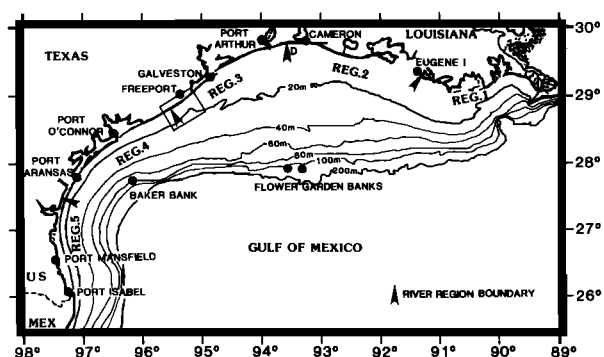 PORT ARTHUR
CAMERON
LOUISIANA
30°
TEXAS
D
EUGENE I
GALVESTON
REG.3
REG.2
FREEPORT
20m
REG.1
29°
PORT O'CONNOR
REG.4
40m
60m
80m
PORT ARANSAS
100m
28°
200m
BAKER BANK
FLOWER GARDEN BANKS
REG.5
27°
GULF OF MEXICO
PORT MANSFIELD
US
PORT ISABEL
RIVER REGION BOUNDARY
26°
MEX
98° 97° 96° 95° 94° 93° 92° 91° 90° 89°